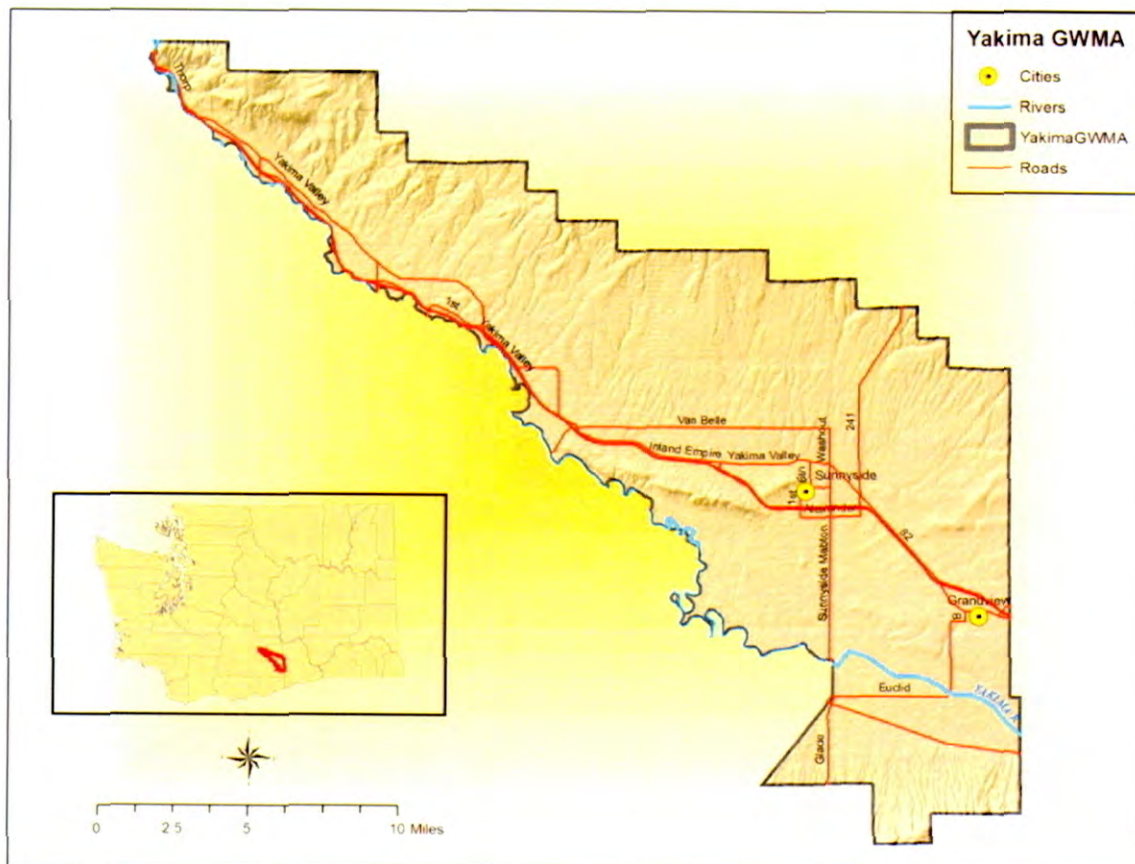 Yakima GWMA
Cities
Rivers
YakimaGWMA
Roads
Thorp
Yakima Valley
1st
Yakima Valley
Van Belle
Washout
241
Inland Empire
Yakima Valley
Sunnyside
1st
Sunnyside Mabton
82
Grandview
B
Euclid
YAKIMA R
Glade
0
2.5
5
10 Miles